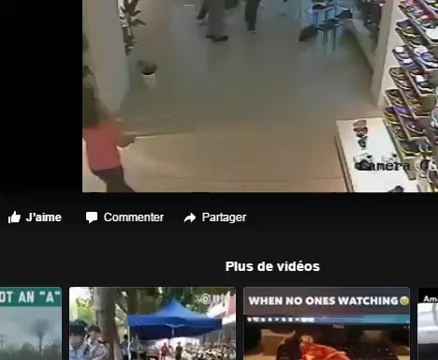 Camera
J'aime
Commenter
Partager
Plus de vidéos
OT AN "A"
WHEN NO ONES WATCHING